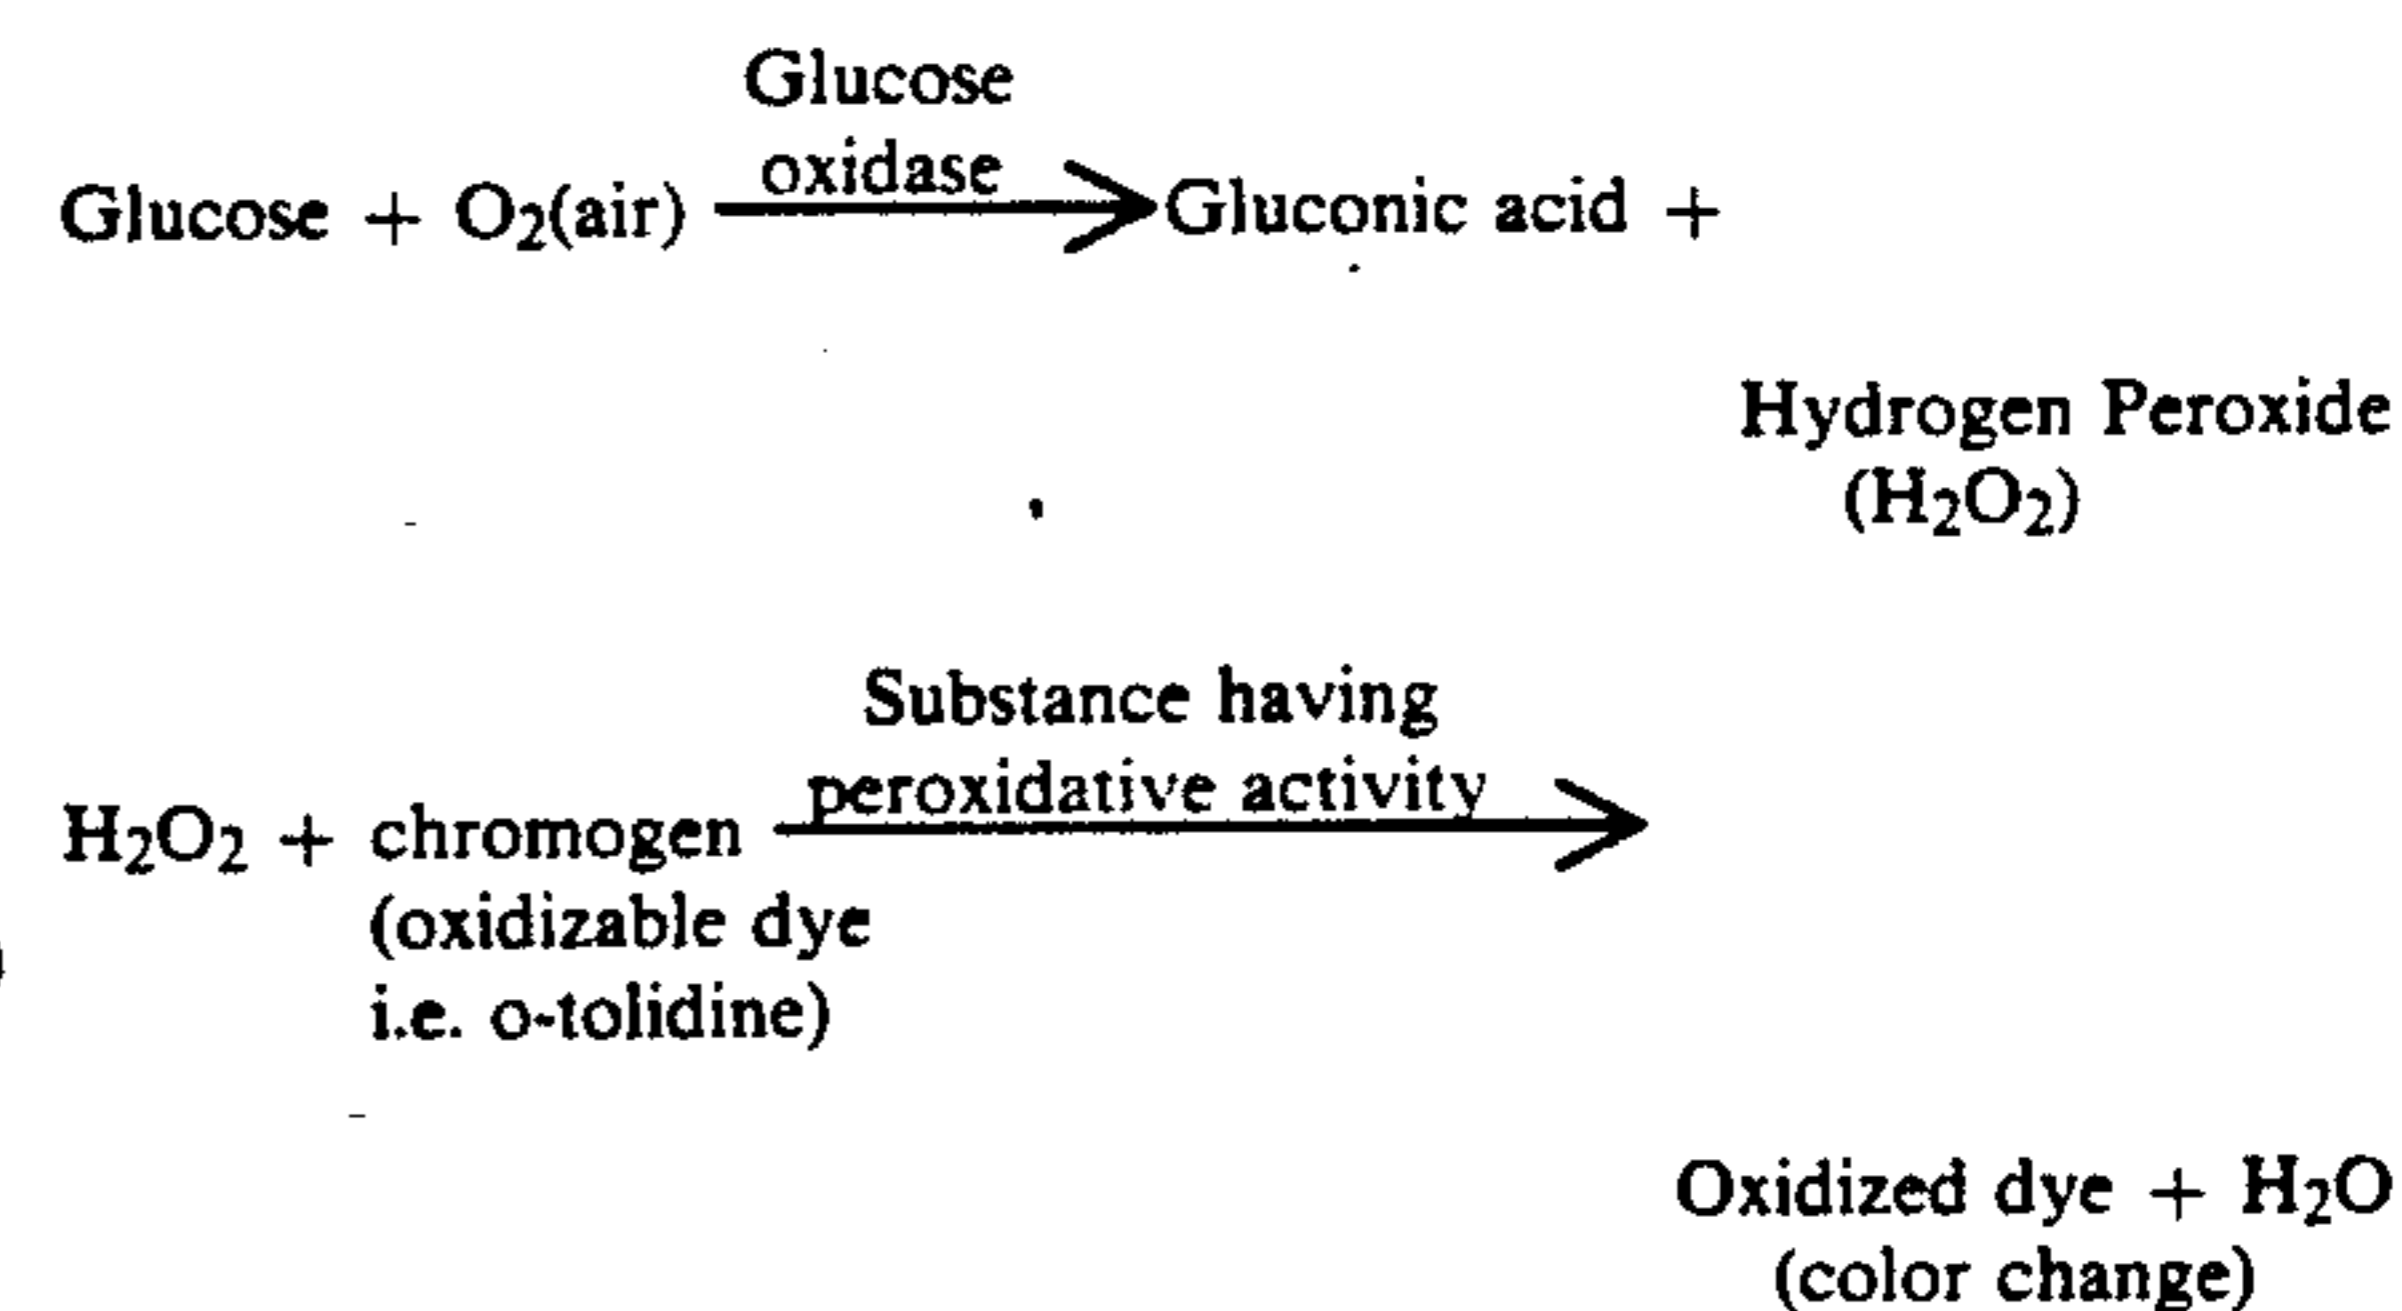 Glucose
oxidase
Glucose + O₂(air) → Gluconic acid +
Hydrogen Peroxide
(H₂O₂)
Substance having
peroxidative activity
H₂O₂ + chromogen →
(oxidizable dye
i.e. o-tolidine)
Oxidized dye + H₂O
(color change)